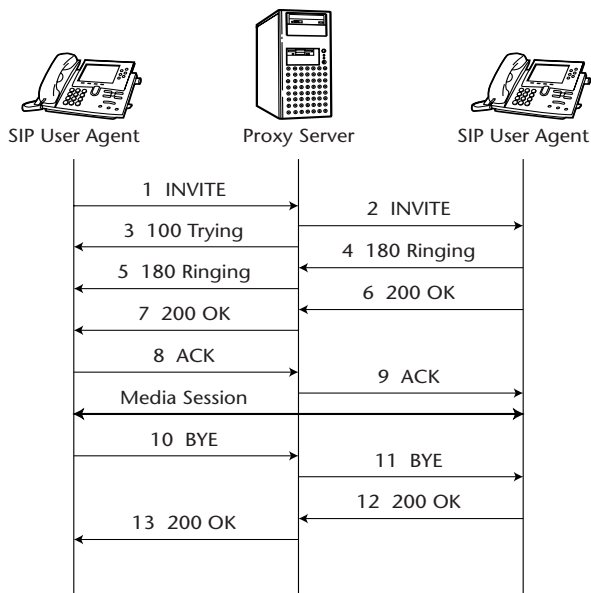 SIP User Agent
Proxy Server
SIP User Agent
1 INVITE
2 INVITE
3 100 Trying
4 180 Ringing
5 180 Ringing
6 200 OK
7 200 OK
8 ACK
9 ACK
Media Session
10 BYE
11 BYE
12 200 OK
13 200 OK